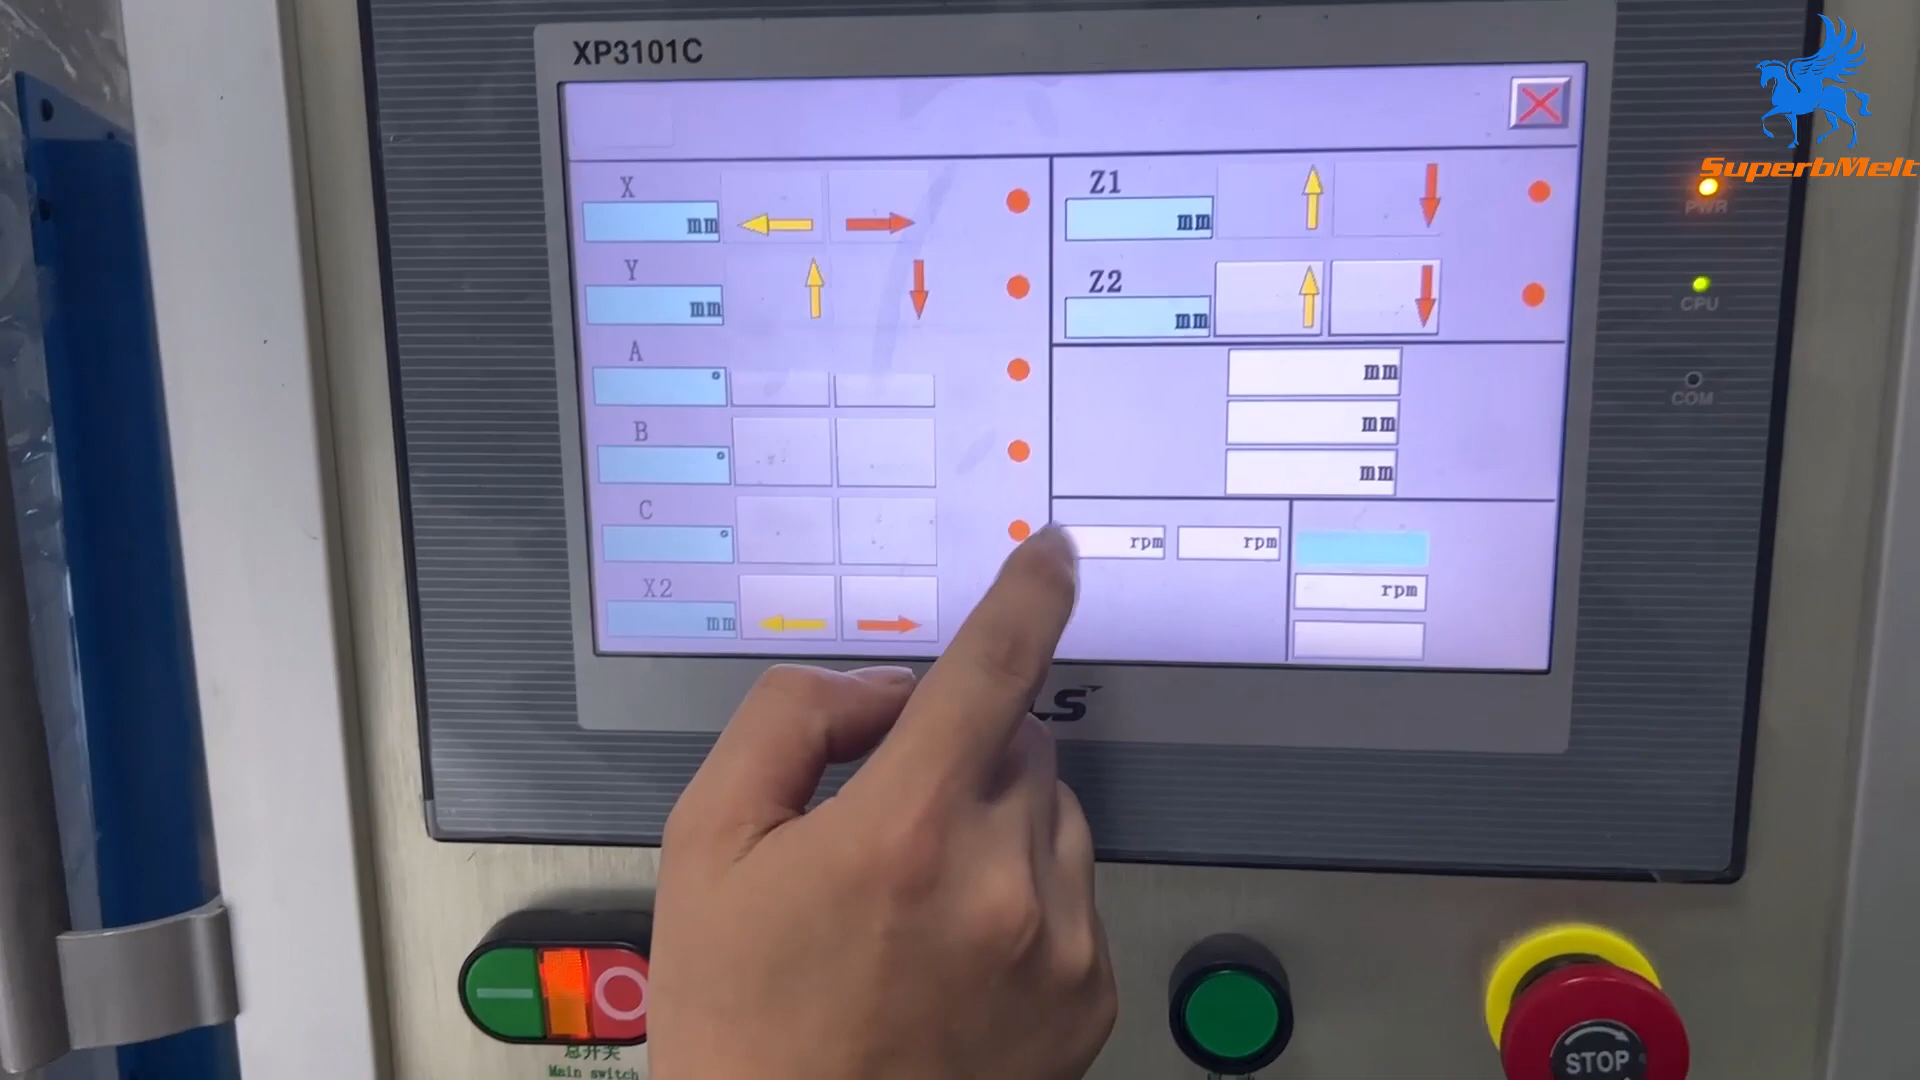 XP3101C
SuperbMelt
PWR
CPU
COM
X
mm
Y
mm
A
°
B
°
C
°
X2
mm
Z1
mm
Z2
mm
mm
mm
mm
rpm
rpm
rpm
LS
总开关
Main switch
STOP